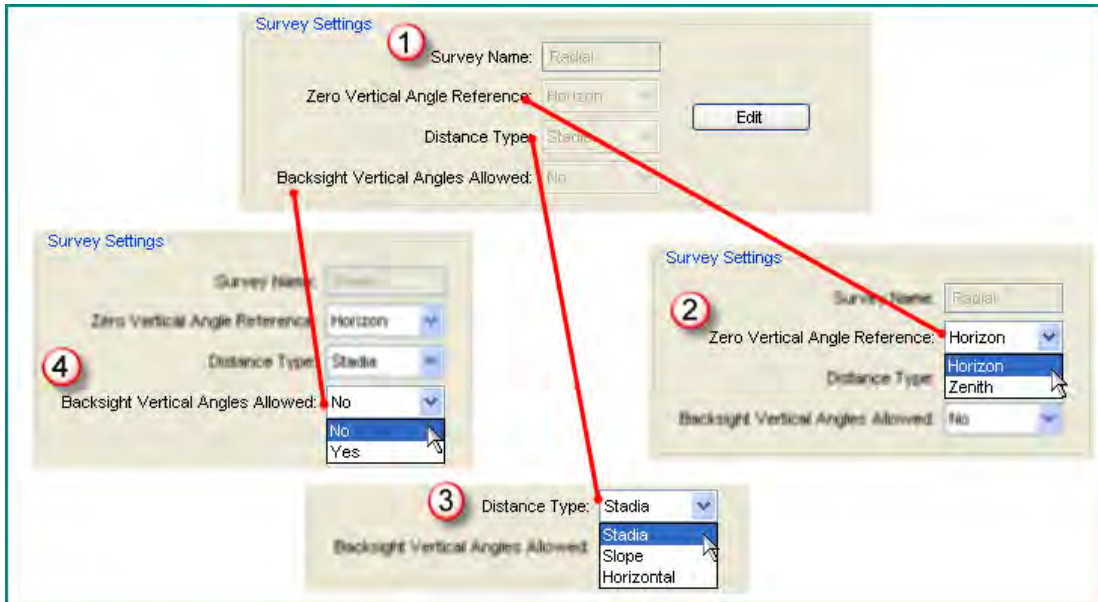 Survey Settings
1
Survey Name: Radial
Zero Vertical Angle Reference: Horizon
Edit
Distance Type: Stadia
Backsight Vertical Angles Allowed: No
Survey Settings
Survey Name:
Zero Vertical Angle Reference: Horizon
Distance Type: Stadia
4
Backsight Vertical Angles Allowed: No
No
Yes
Survey Settings
Survey Name: Radial
2
Zero Vertical Angle Reference: Horizon
Horizon
Zenith
Distance Type:
Backsight Vertical Angles Allowed: No
3
Distance Type: Stadia
Stadia
Slope
Horizontal
Backsight Vertical Angles Allowed: